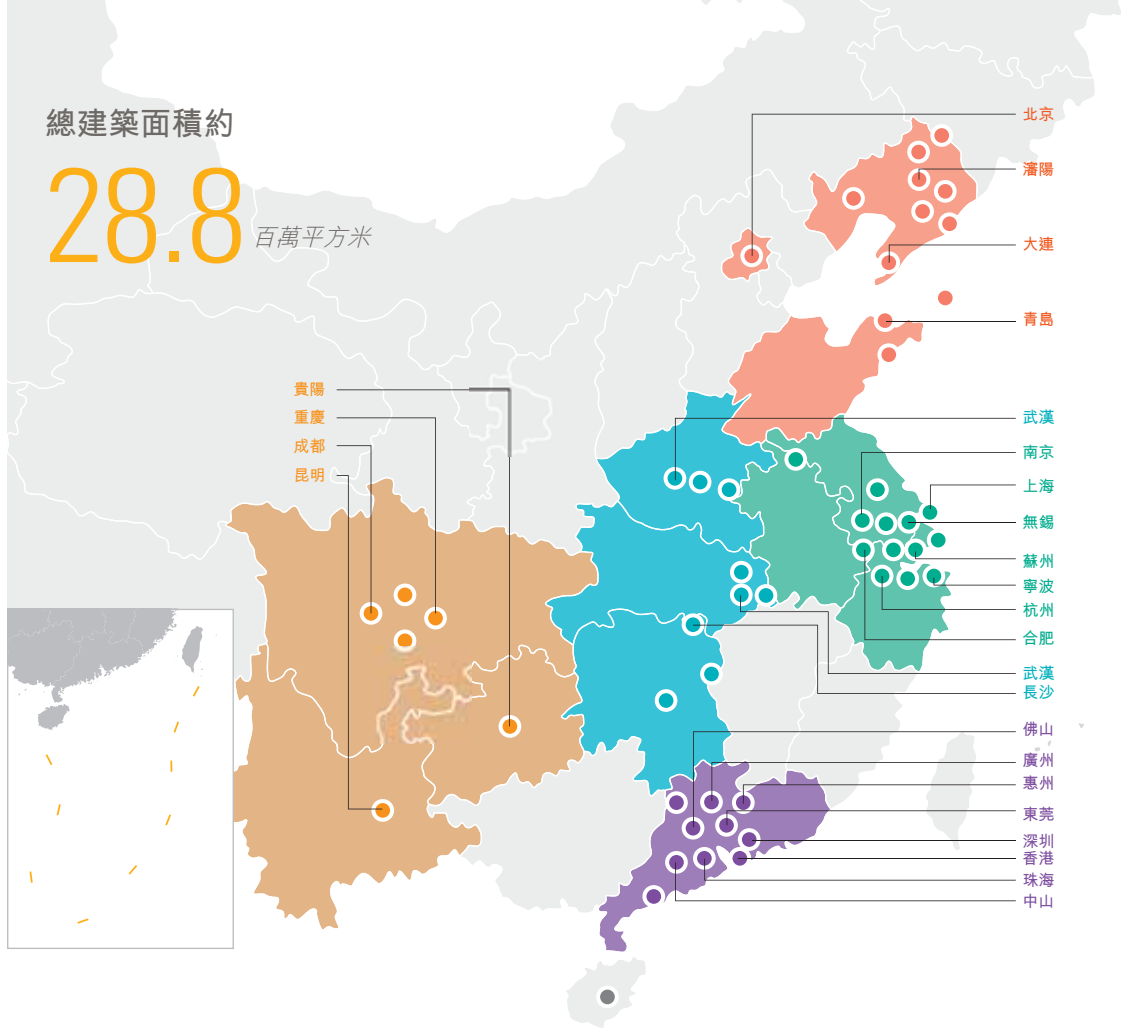 總建築面積約
28.8 百萬平方米
北京
瀋陽
大連
青島
貴陽
重慶
成都
昆明
武漢
南京
上海
無錫
蘇州
寧波
杭州
合肥
武漢
長沙
佛山
廣州
惠州
東莞
深圳
香港
珠海
中山